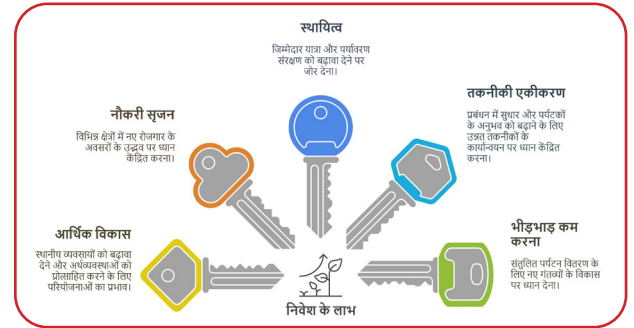 स्थायित्व
जिम्मेदार यात्रा और पर्यावरण
संरक्षण को बढ़ावा देने पर
जोर देना।
तकनीकी एकीकरण
प्रबंधन में सुधार और पर्यटकों
के अनुभव को बढ़ाने के लिए
उन्नत तकनीकों के
कार्यान्वयन पर ध्यान केंद्रित
करना।
नौकरी सृजन
विभिन्न क्षेत्रों में नए रोजगार के
अवसरों के उद्भव पर ध्यान
केंद्रित करना।
आर्थिक विकास
स्थानीय व्यवसायों को बढ़ावा
देने और अर्थव्यवस्थाओं को
प्रोत्साहित करने के लिए
परियोजनाओं का प्रभाव।
भीड़भाड़ कम
करना
संतुलित पर्यटन वितरण के
लिए नए गंतव्यों के विकास
पर ध्यान देना।
निवेश के लाभ